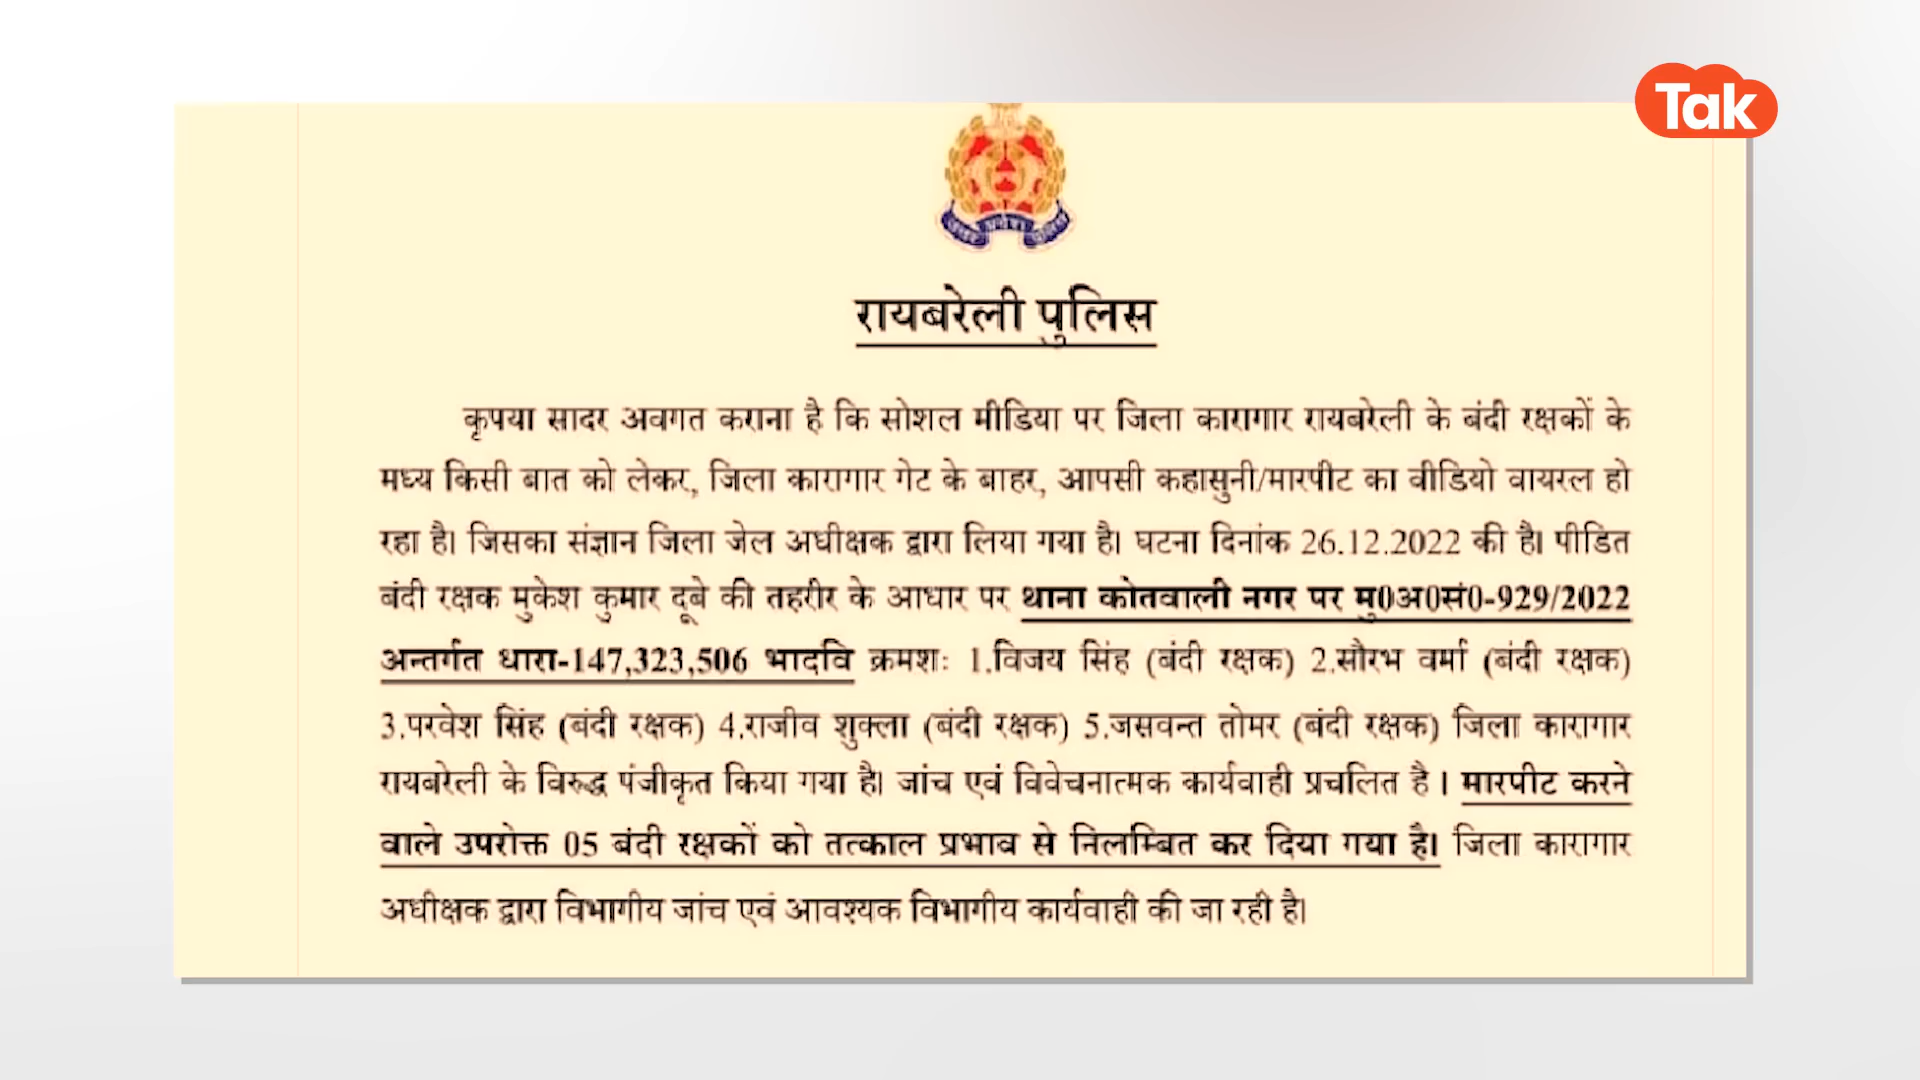 Tak
रायबरेली पुलिस
कृपया सादर अवगत कराना है कि सोशल मीडिया पर जिला कारागार रायबरेली के बंदी रक्षकों के
मध्य किसी बात को लेकर, जिला कारागार गेट के बाहर, आपसी कहासुनी/मारपीट का वीडियो वायरल हो
रहा है। जिसका संज्ञान जिला जेल अधीक्षक द्वारा लिया गया है। घटना दिनांक 26.12.2022 की है। पीडित
बंदी रक्षक मुकेश कुमार दूबे की तहरीर के आधार पर थाना कोतवाली नगर पर मु0अ0सं0-929/2022
अन्तर्गत धारा-147,323,506 भादवि क्रमशः 1.विजय सिंह (बंदी रक्षक) 2.सौरभ वर्मा (बंदी रक्षक)
3.परवेश सिंह (बंदी रक्षक) 4.राजीव शुक्ला (बंदी रक्षक) 5.जसवन्त तोमर (बंदी रक्षक) जिला कारागार
रायबरेली के विरुद्ध पंजीकृत किया गया है। जांच एवं विवेचनात्मक कार्यवाही प्रचलित है । मारपीट करने
वाले उपरोक्त 05 बंदी रक्षकों को तत्काल प्रभाव से निलम्बित कर दिया गया है। जिला कारागार
अधीक्षक द्वारा विभागीय जांच एवं आवश्यक विभागीय कार्यवाही की जा रही है।